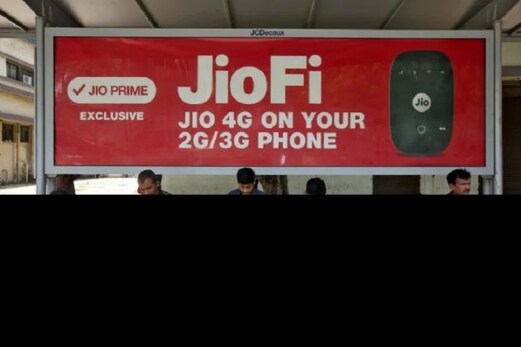 JCDecaux
JIO PRIME
EXCLUSIVE
JioFi
JIO 4G ON YOUR
2G/3G PHONE
Jio